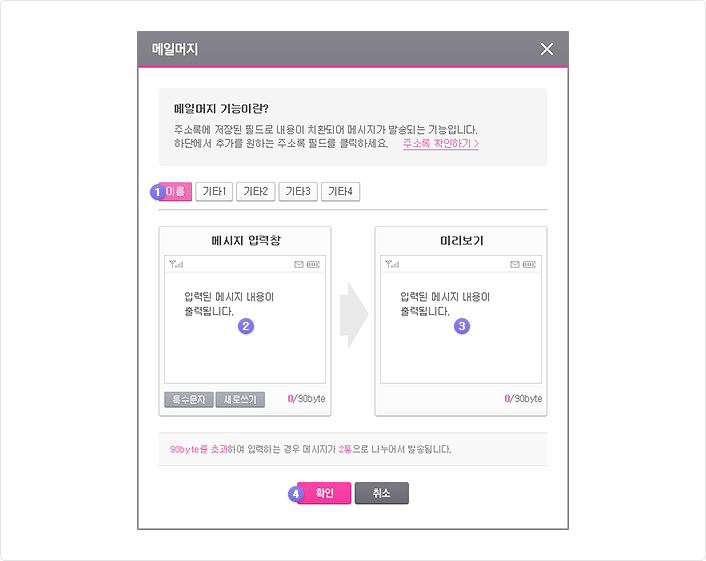 메일머지
메일머지 기능이란?
주소록에 저장된 필드로 내용이 치환되어 메시지가 발송되는 기능입니다.
하단에서 추가를 원하는 주소록 필드를 클릭하세요. 주소록 확인하기 >
1 이름 기타1 기타2 기타3 기타4
메시지 입력창
입력된 메시지 내용이
출력됩니다.
2
특수문자 새로쓰기 0/90byte
미리보기
입력된 메시지 내용이
출력됩니다.
3
0/90byte
90byte를 초과하여 입력하는 경우 메시지가 2통으로 나누어서 발송됩니다.
4 확인 취소